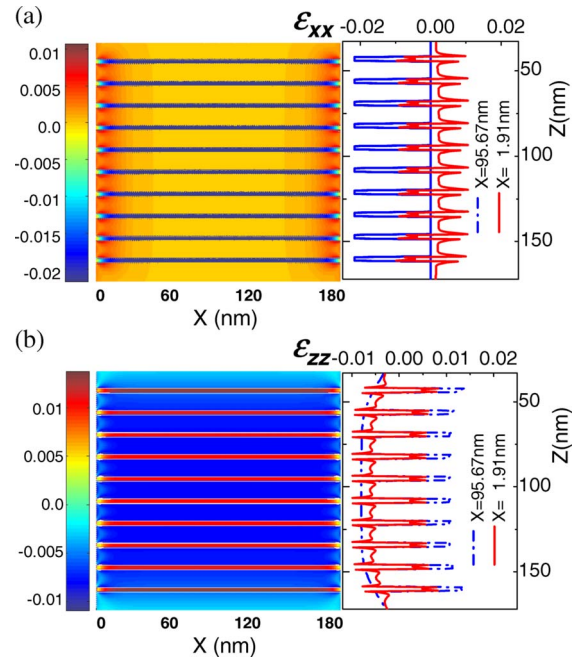 (a)
εxx
-0.02 0.00 0.02
0.01
0.005
0.0
-0.005
-0.01
-0.015
-0.02
50
100
150
Z(nm)
X=95.67nm
X= 1.91nm
0 60 120 180
X (nm)
(b)
εzz
-0.01 0.00 0.01 0.02
0.01
0.005
0.0
-0.005
-0.01
50
100
150
Z(nm)
X=95.67nm
X= 1.91nm
0 60 120 180
X (nm)